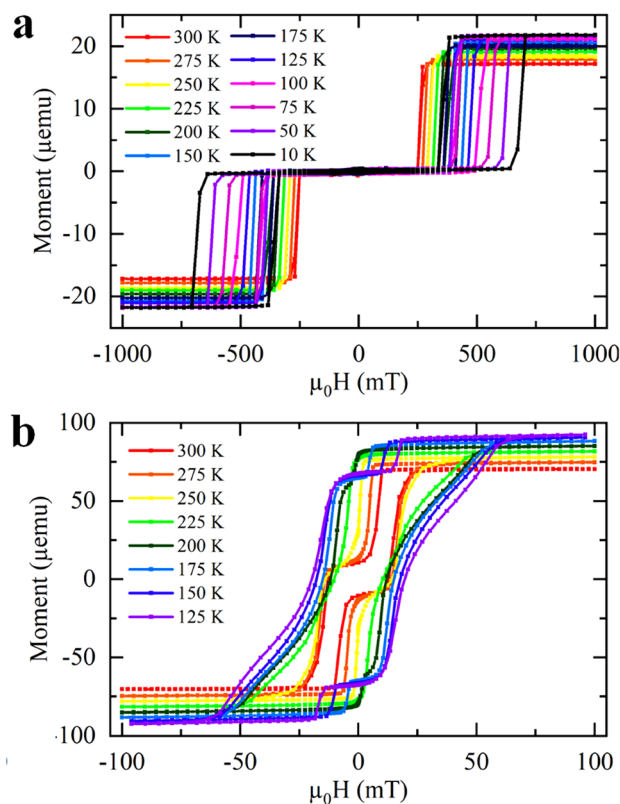 a
Moment (μemu)
20
10
0
-10
-20
300 K
275 K
250 K
225 K
200 K
150 K
175 K
125 K
100 K
75 K
50 K
10 K
-1000
-500
0
500
1000
μ₀H (mT)
b
Moment (μemu)
100
50
0
-50
-100
300 K
275 K
250 K
225 K
200 K
175 K
150 K
125 K
-100
-50
0
50
100
μ₀H (mT)